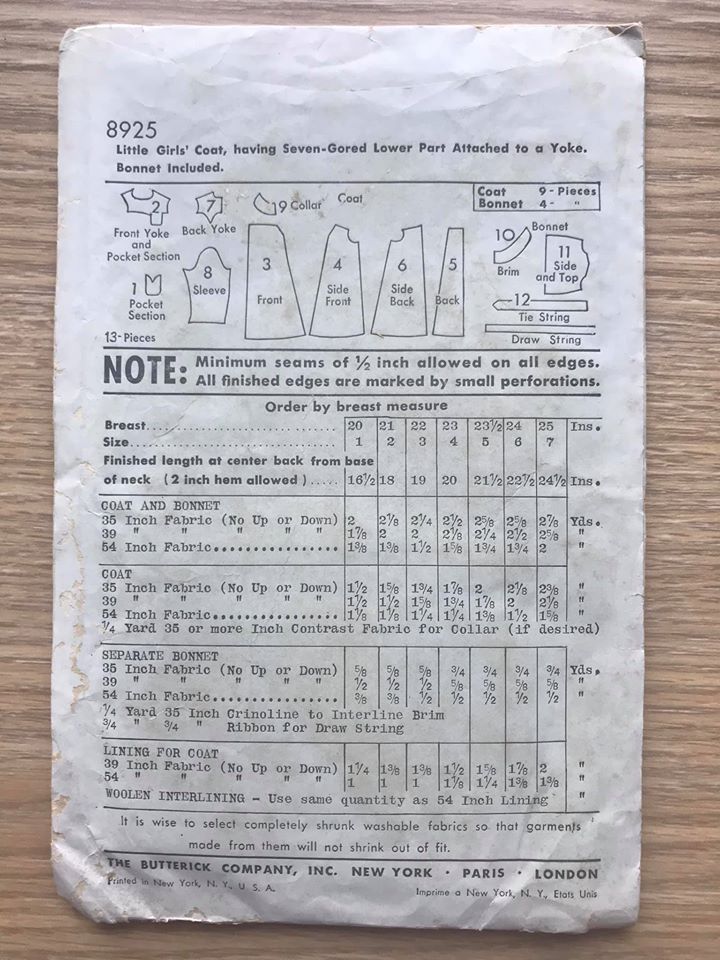 8925
Little Girls' Coat, having Seven-Gored Lower Part Attached to a Yoke.
Bonnet Included.
Coat 9 - Pieces
Bonnet 4 - "
2
Front Yoke
and
Pocket Section
7
Back Yoke
9 Collar
Coat
1
Pocket
Section
8
Sleeve
3
Front
4
Side
Front
6
Side
Back
5
Back
Bonnet
10
Brim
11
Side
and Top
12
Tie String
Draw String
13-Pieces
NOTE: Minimum seams of ½ inch allowed on all edges.
All finished edges are marked by small perforations.
Order by breast measure
Breast 20 21 22 23 23½ 24 25 Ins.
Size 1 2 3 4 5 6 7
Finished length at center back from base
of neck (2 inch hem allowed) 16½ 18 19 20 21½ 22½ 24½ Ins.
COAT AND BONNET
35 Inch Fabric (No Up or Down) 2 2⅛ 2¼ 2½ 2⅝ 2⅝ 2⅞ Yds.
39 " " " " " 1⅞ 2 2 2⅛ 2¼ 2½ 2⅝ "
54 Inch Fabric 1⅜ 1⅜ 1½ 1⅝ 1¾ 1¾ 2 "
COAT
35 Inch Fabric (No Up or Down) 1½ 1⅝ 1¾ 1⅞ 2 2⅛ 2⅜ "
39 " " " " " 1½ 1½ 1⅝ 1¾ 1⅞ 2 2⅛ "
54 Inch Fabric 1⅛ 1⅛ 1¼ 1¼ 1⅜ 1½ 1⅝ "
¼ Yard 35 or more Inch Contrast Fabric for Collar (if desired)
SEPARATE BONNET
35 Inch Fabric (No Up or Down) ⅝ ⅝ ⅝ ¾ ¾ ¾ ¾ Yds.
39 " " " " " ½ ½ ½ ⅝ ⅝ ⅝ ⅝ "
54 Inch Fabric ⅜ ⅜ ½ ½ ½ ½ ½ "
¼ Yard 35 Inch Crinoline to Interline Brim
¾ " ¾ " Ribbon for Draw String
LINING FOR COAT
39 Inch Fabric (No Up or Down) 1¼ 1⅜ 1⅜ 1½ 1⅝ 1⅞ 2 "
54 " " " " " 1 1 1 1⅛ 1¼ 1⅜ 1⅜ "
WOOLEN INTERLINING - Use same quantity as 54 Inch Lining "
It is wise to select completely shrunk washable fabrics so that garments
made from them will not shrink out of fit.
THE BUTTERICK COMPANY, INC. NEW YORK · PARIS · LONDON
Printed in New York, N. Y., U. S. A.
Imprime a New York, N. Y., Etats Unis